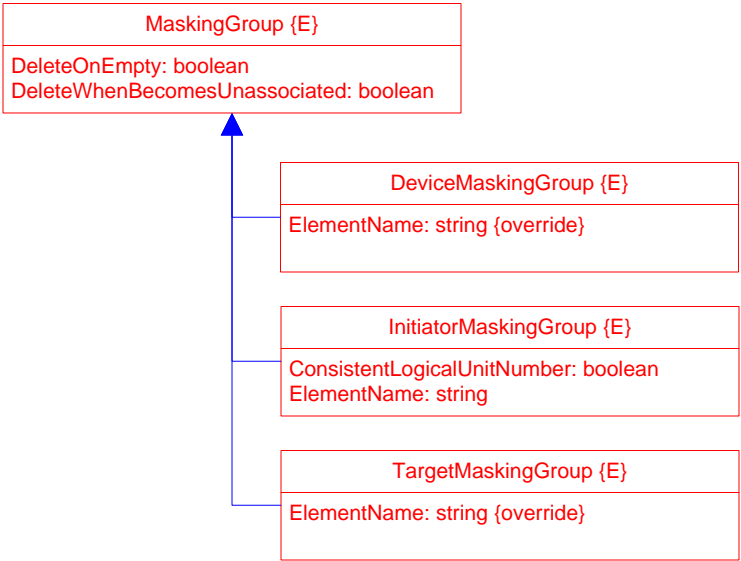 MaskingGroup {E}
DeleteOnEmpty: boolean
DeleteWhenBecomesUnassociated: boolean
DeviceMaskingGroup {E}
ElementName: string {override}
InitiatorMaskingGroup {E}
ConsistentLogicalUnitNumber: boolean
ElementName: string
TargetMaskingGroup {E}
ElementName: string {override}